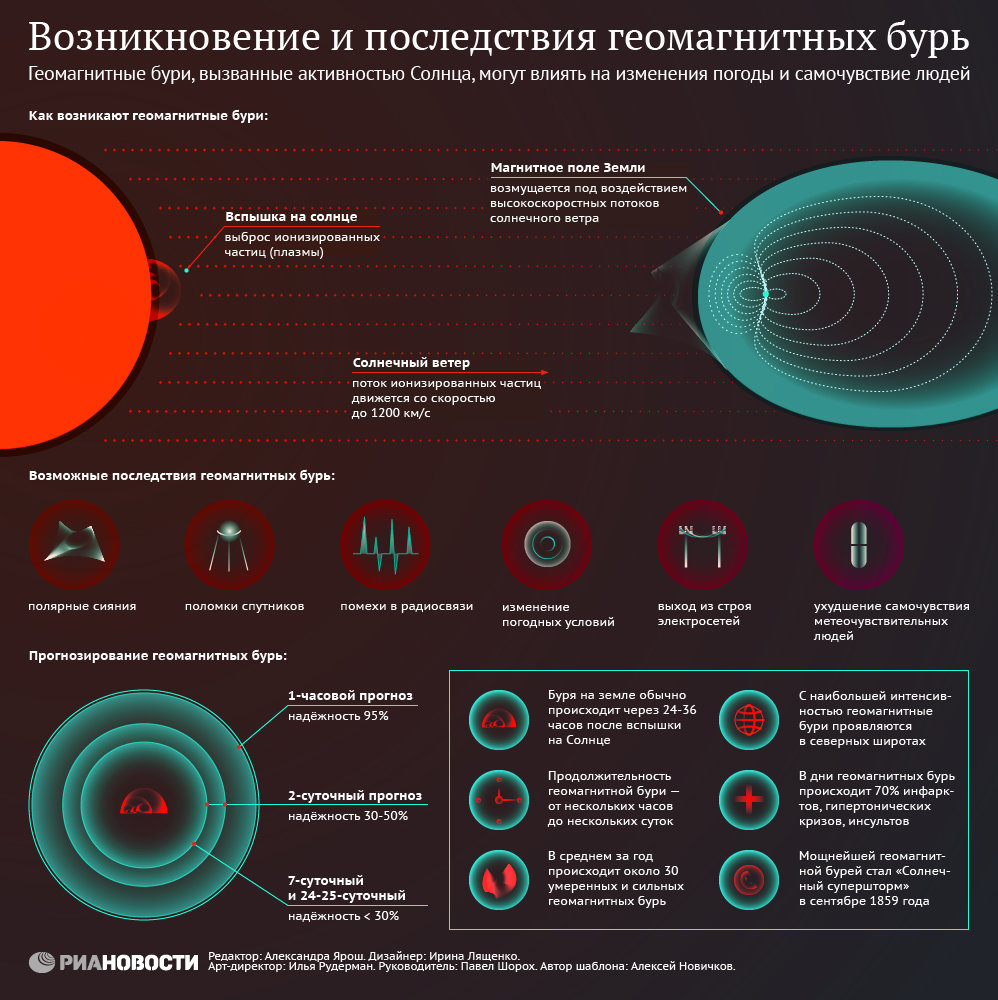 Возникновение и последствия геомагнитных бурь
Геомагнитные бури, вызванные активностью Солнца, могут влиять на изменения погоды и самочувствие людей
Как возникают геомагнитные бури:
Вспышка на солнце
выброс ионизированных
частиц (плазмы)
Магнитное поле Земли
возмущается под воздействием
высокоскоростных потоков
солнечного ветра
Солнечный ветер
поток ионизированных частиц
движется со скоростью
до 1200 км/с
Возможные последствия геомагнитных бурь:
полярные сияния
поломки спутников
помехи в радиосвязи
изменение
погодных условий
выход из строя
электросетей
ухудшение самочувствия
метеочувствительных
людей
Прогнозирование геомагнитных бурь:
1-часовой прогноз
надёжность 95%
2-суточный прогноз
надёжность 30-50%
7-суточный
и 24-25-суточный
надёжность < 30%
Буря на земле обычно
происходит через 24-36
часов после вспышки
на Солнце
Продолжительность
геомагнитной бури —
от нескольких часов
до нескольких суток
В среднем за год
происходит около 30
умеренных и сильных
геомагнитных бурь
С наибольшей интенсив-
ностью геомагнитные
бури проявляются
в северных широтах
В дни геомагнитных бурь
происходит 70% инфарк-
тов, гипертонических
кризов, инсультов
Мощнейшей геомагнит-
ной бурей стал «Солнеч-
ный супершторм»
в сентябре 1859 года
РИАНОВОСТИ
Редактор: Александра Ярош. Дизайнер: Ирина Лященко.
Арт-директор: Илья Рудерман. Руководитель: Павел Шорох. Автор шаблона: Алексей Новичков.